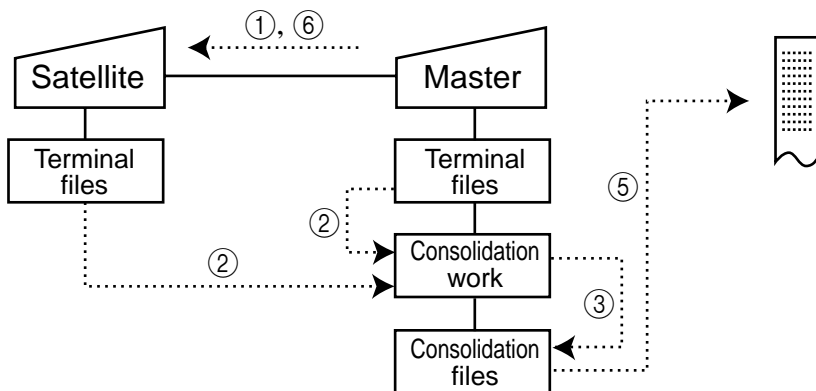 ①, ⑥
Satellite
Master
Terminal
files
Terminal
files
⑤
②
②
Consolidation
work
③
Consolidation
files